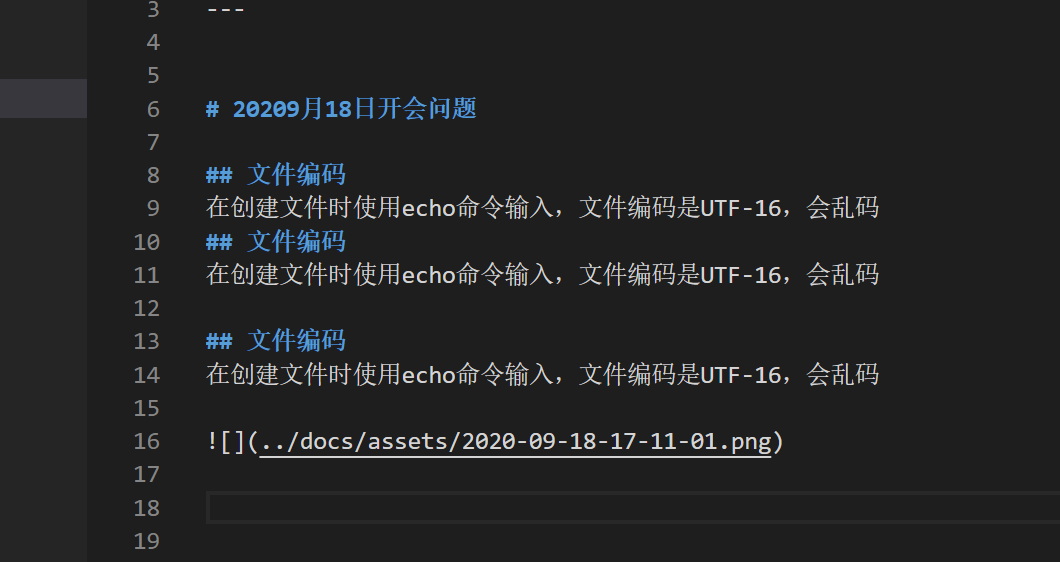 3 ---
4
5
6 # 20209月18日开会问题
7
8 ## 文件编码
9 在创建文件时使用echo命令输入，文件编码是UTF-16，会乱码
10 ## 文件编码
11 在创建文件时使用echo命令输入，文件编码是UTF-16，会乱码
12
13 ## 文件编码
14 在创建文件时使用echo命令输入，文件编码是UTF-16，会乱码
15
16 ![](../docs/assets/2020-09-18-17-11-01.png)
17
18
19